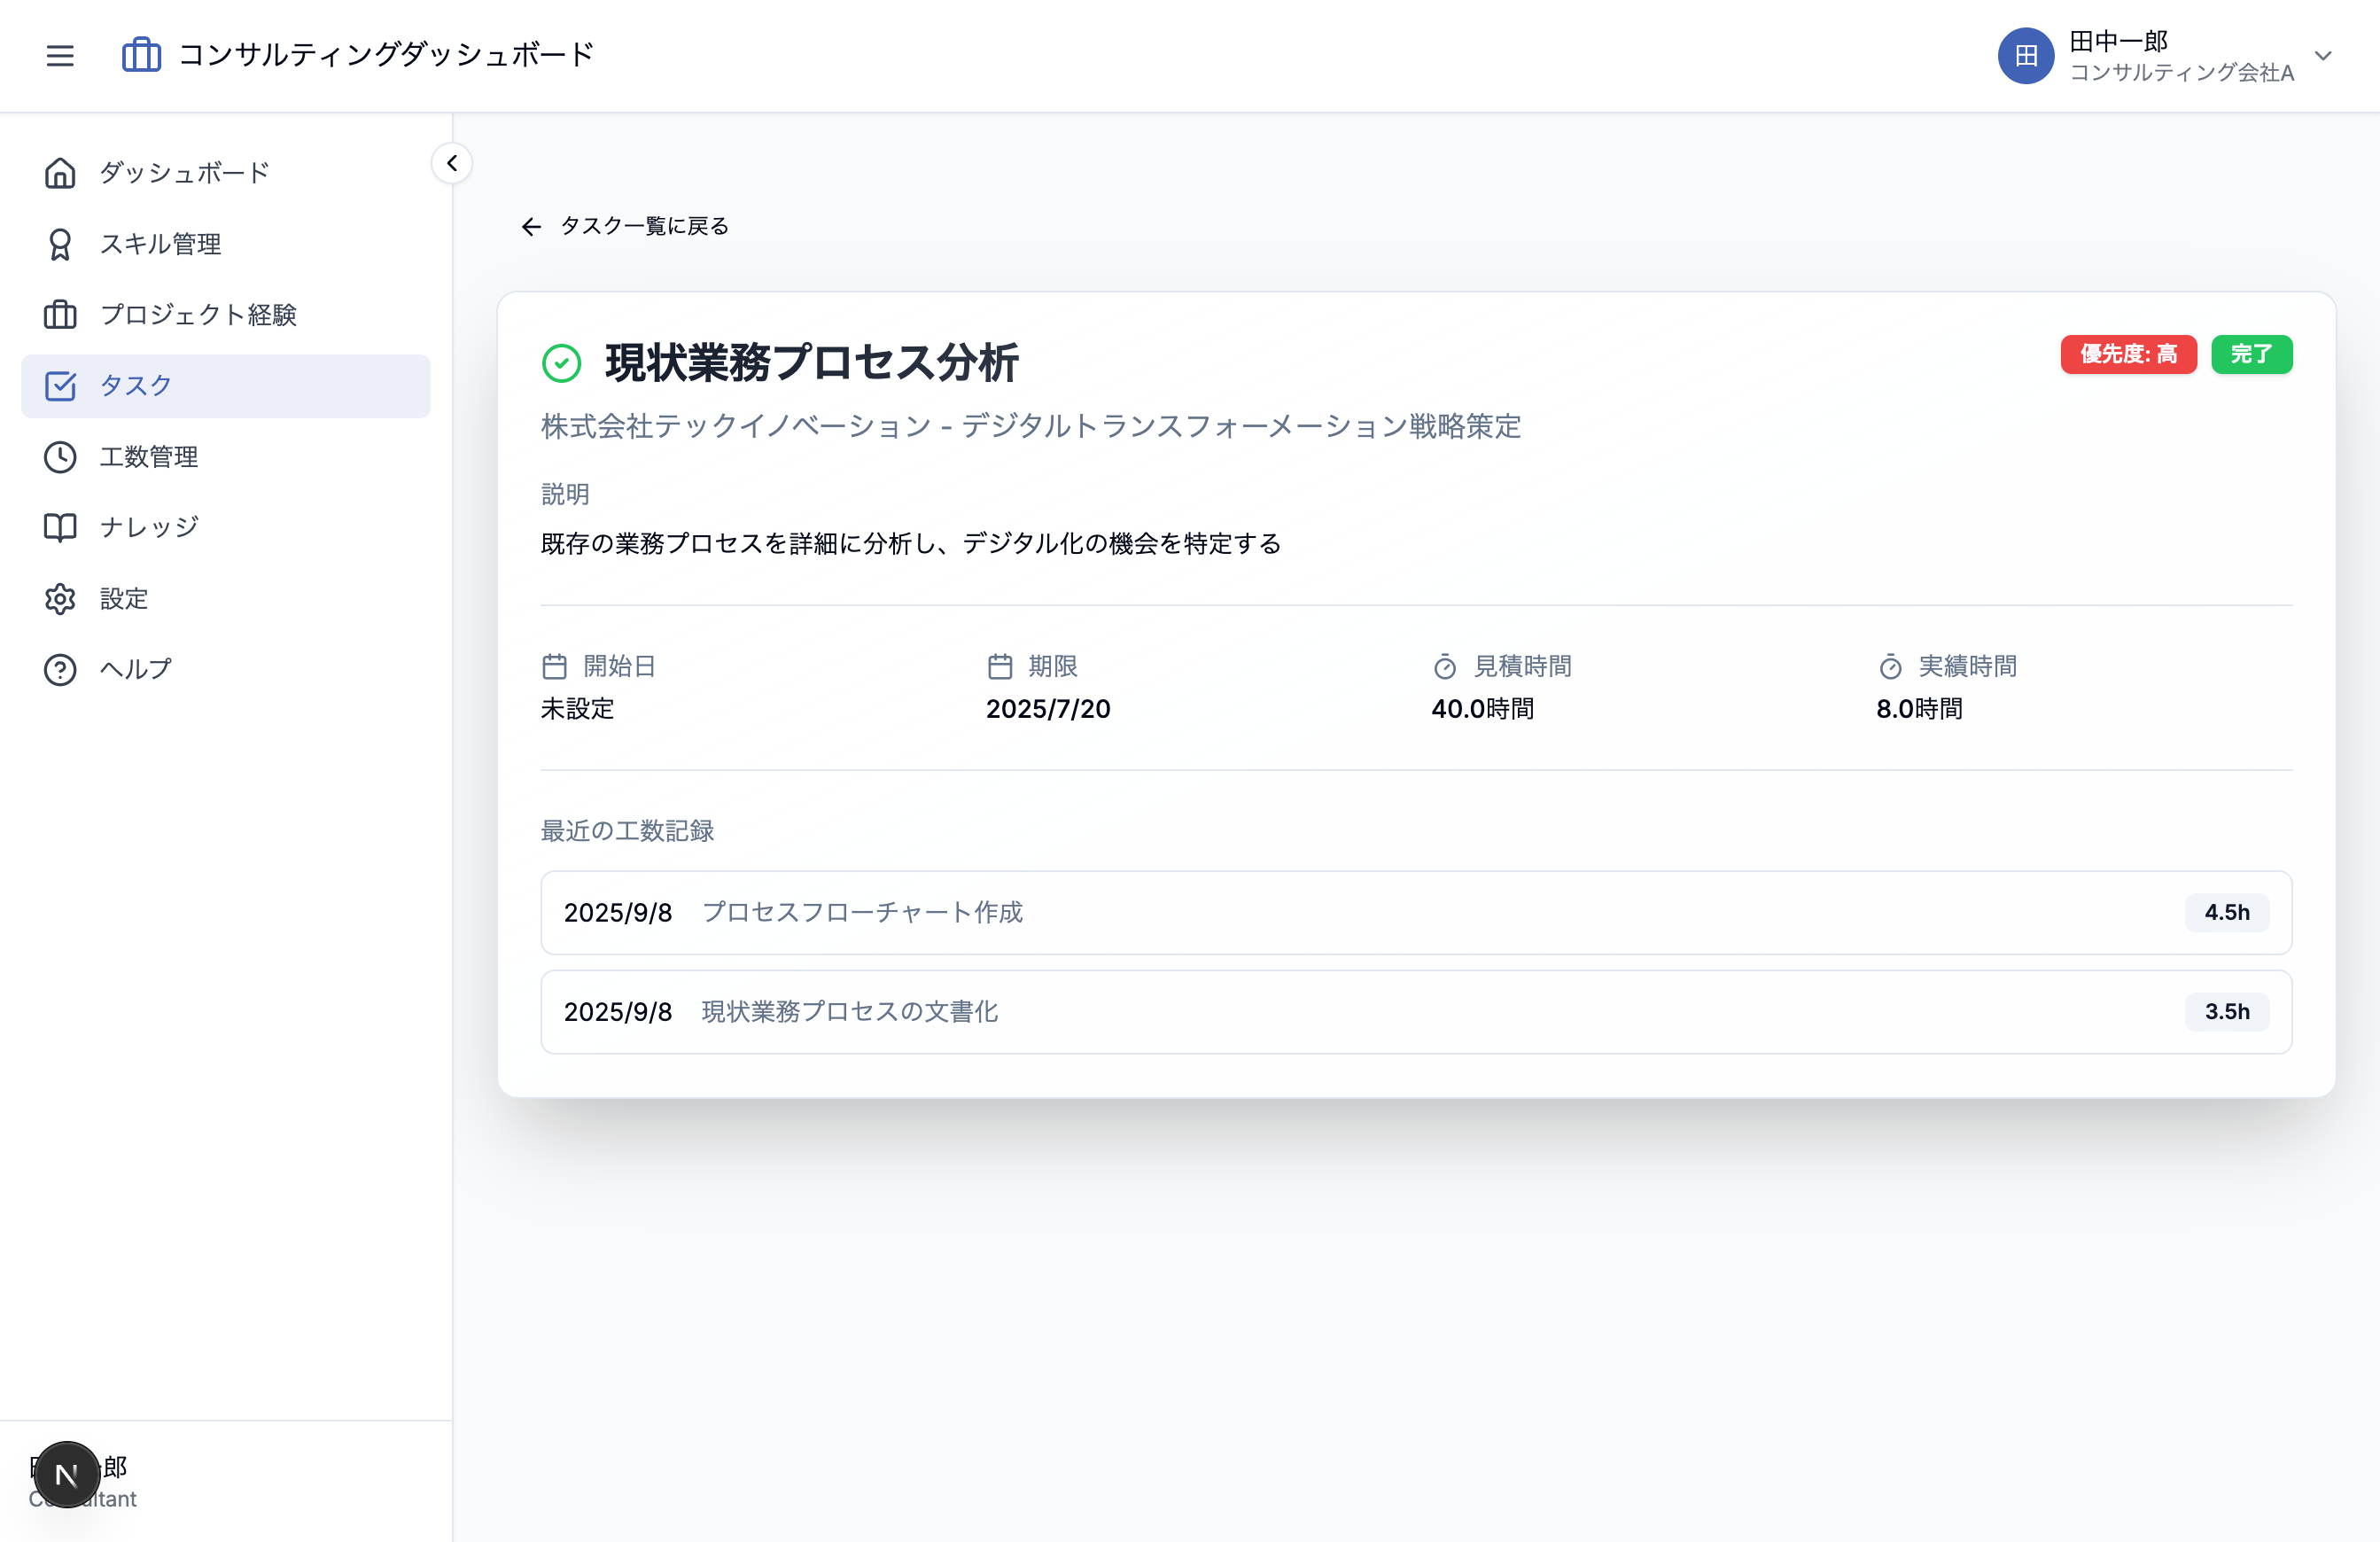 コンサルティングダッシュボード
田
田中一郎
コンサルティング会社A
ダッシュボード
スキル管理
プロジェクト経験
タスク
工数管理
ナレッジ
設定
ヘルプ
タスク一覧に戻る
現状業務プロセス分析
優先度: 高
完了
株式会社テックイノベーション - デジタルトランスフォーメーション戦略策定
説明
既存の業務プロセスを詳細に分析し、デジタル化の機会を特定する
開始日
未設定
期限
2025/7/20
見積時間
40.0時間
実績時間
8.0時間
最近の工数記録
2025/9/8 プロセスフローチャート作成 4.5h
2025/9/8 現状業務プロセスの文書化 3.5h
N